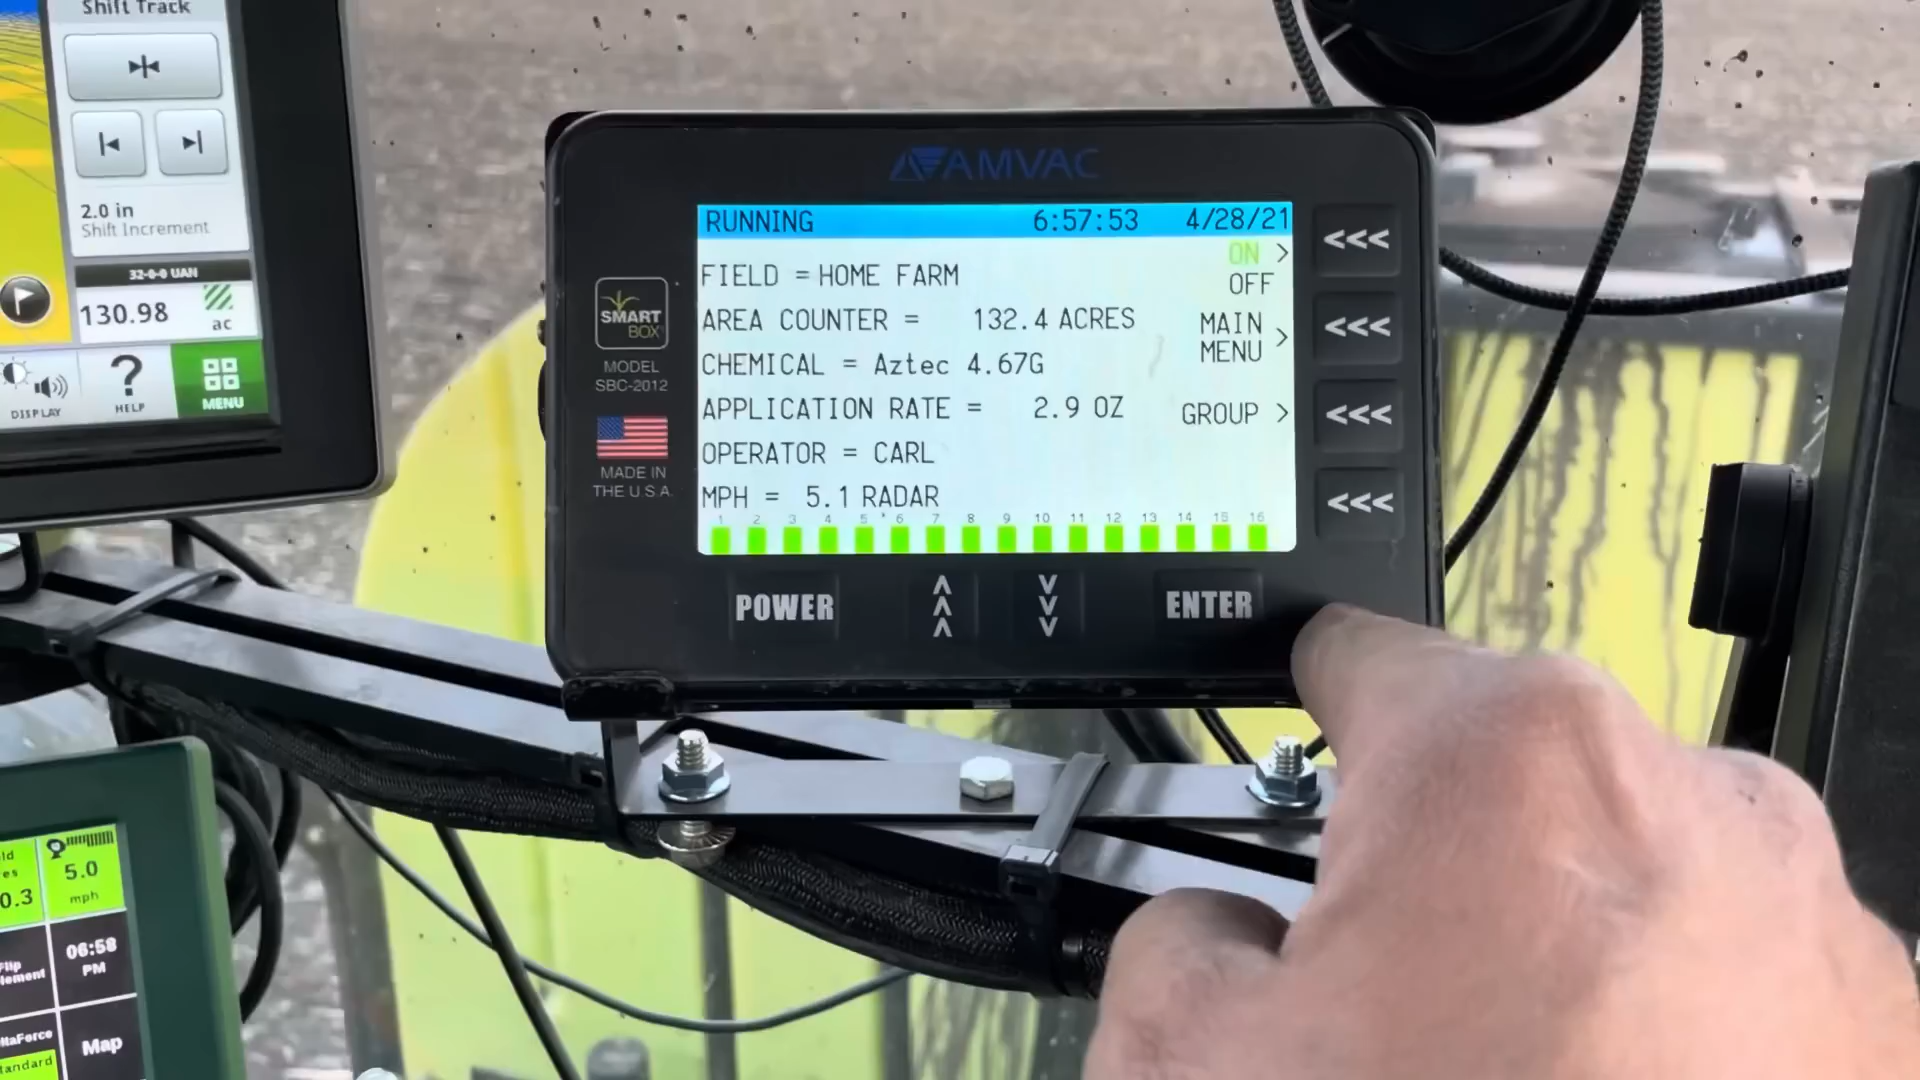 Shift Track
2.0 in
Shift Increment
32-0-0 UAN
130.98
ac
DISPLAY
HELP
MENU
AMVAC
RUNNING 6:57:53 4/28/21
ON >
OFF
FIELD = HOME FARM
AREA COUNTER = 132.4 ACRES
MAIN
MENU >
CHEMICAL = Aztec 4.67G
APPLICATION RATE = 2.9 OZ
GROUP >
OPERATOR = CARL
MPH = 5.1 RADAR
1 2 3 4 5 6 7 8 9 10 11 12 13 14 15 16
<<<
<<<
<<<
<<<
SMART
BOX
MODEL
SBC-2012
MADE IN
THE U.S.A.
POWER
ENTER
5.0
mph
0.3
06:58
PM
Map